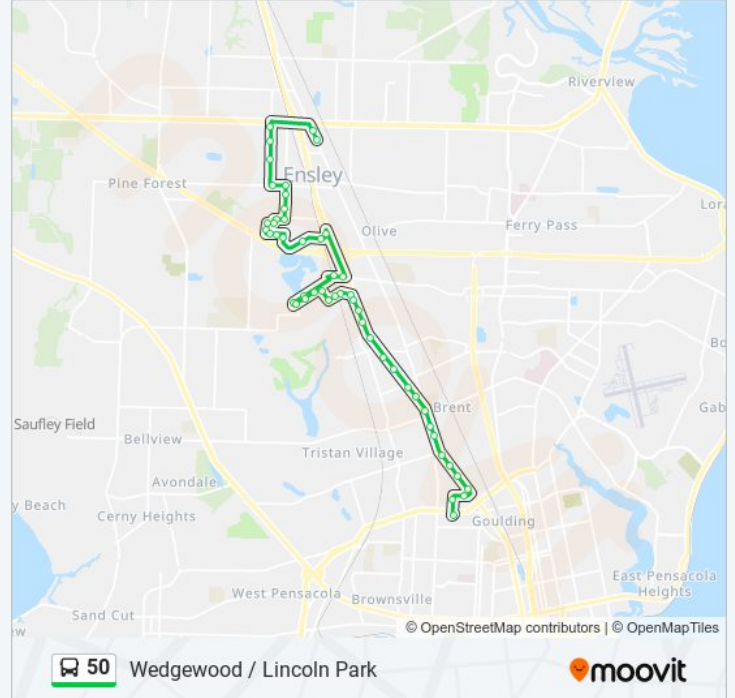 Riverview
Ensley
Pine Forest
Lora
Ferry Pass
Olive
Bo
Saufley Field
Brent
Gab
Bellview
Tristan Village
Avondale
y Beach
Cerny Heights
Goulding
East Pensacola
Heights
West Pensacola
Brownsville
Sand Cut
ew
© OpenStreetMap contributors | © OpenMapTiles
50 Wedgewood / Lincoln Park
moovit